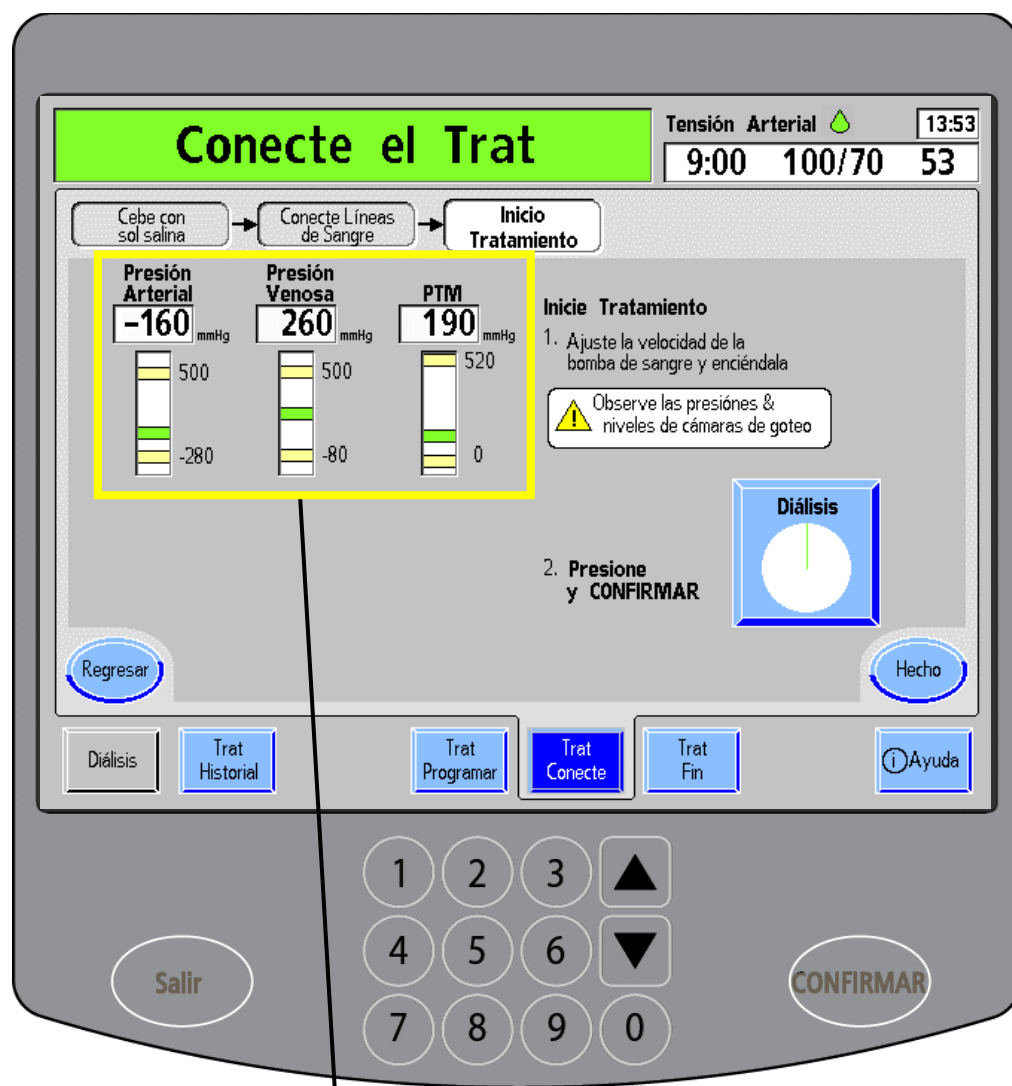 Conecte el Trat
Tensión Arterial
13:53
9:00 100/70 53
Cebe con
sol salina
Conecte Líneas
de Sangre
Inicio
Tratamiento
Presión
Arterial
-160 mmHg
500
-280
Presión
Venosa
260 mmHg
500
-80
PTM
190 mmHg
520
0
Inicie Tratamiento
1. Ajuste la velocidad de la
bomba de sangre y enciéndala
Observe las presiónes &
niveles de cámaras de goteo
Diálisis
2. Presione
y CONFIRMAR
Regresar
Hecho
Diálisis
Trat
Historial
Trat
Programar
Trat
Conecte
Trat
Fin
i Ayuda
1 2 3
4 5 6
7 8 9 0
Salir
CONFIRMAR